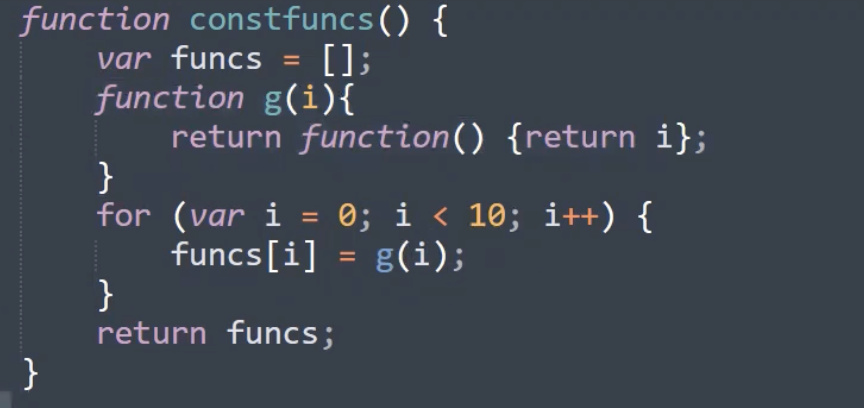 function constfuncs() {
    var funcs = [];
    function g(i){
        return function() {return i};
    }
    for (var i = 0; i < 10; i++) {
        funcs[i] = g(i);
    }
    return funcs;
}